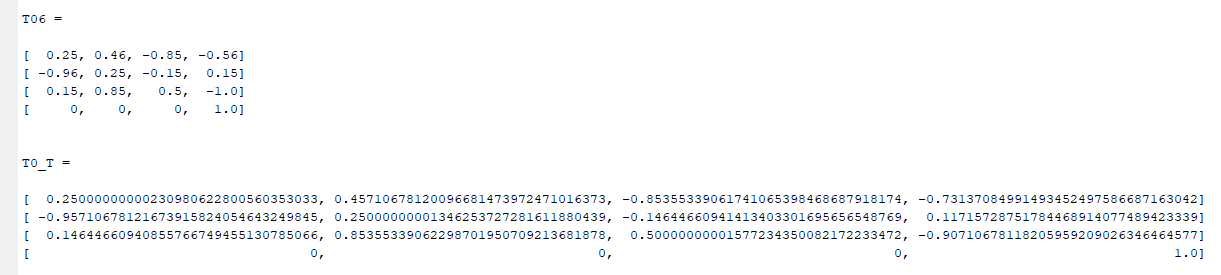 T06 =
[  0.25, 0.46, -0.85, -0.56]
[ -0.96, 0.25, -0.15,  0.15]
[  0.15, 0.85,   0.5,  -1.0]
[     0,    0,     0,   1.0]
T0_T =
[  0.25000000000230980622800560353033, 0.45710678120096681473972471016373, -0.85355339061741065398468687918174, -0.73137084991493452497586687163042]
[ -0.95710678121673915824054643249845, 0.25000000001346253727281611880439, -0.14644660941413403301695656548769,  0.11715728751784468914077489423339]
[  0.14644660940855766749455130785066, 0.85355339062298701950709213681878,  0.50000000001577234350082172233472, -0.90710678118205959209026346464577]
[                                   0,                                  0,                                   0,                                  1.0]